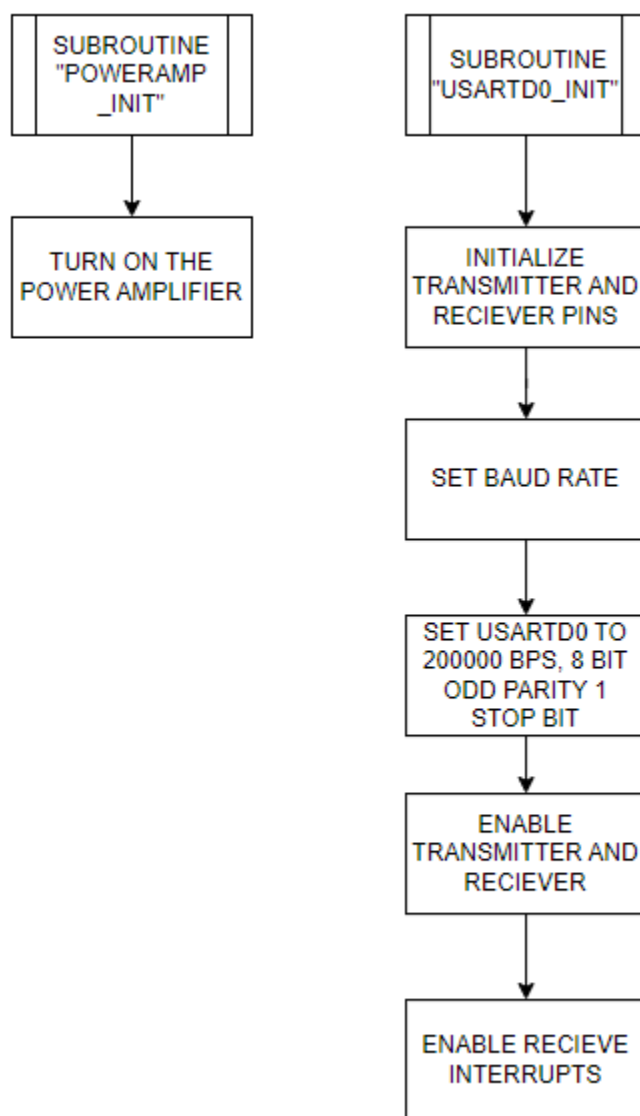 SUBROUTINE
"POWERAMP
_INIT"
TURN ON THE
POWER AMPLIFIER
SUBROUTINE
"USARTD0_INIT"
INITIALIZE
TRANSMITTER AND
RECIEVER PINS
SET BAUD RATE
SET USARTD0 TO
200000 BPS, 8 BIT
ODD PARITY 1
STOP BIT
ENABLE
TRANSMITTER AND
RECIEVER
ENABLE RECIEVE
INTERRUPTS